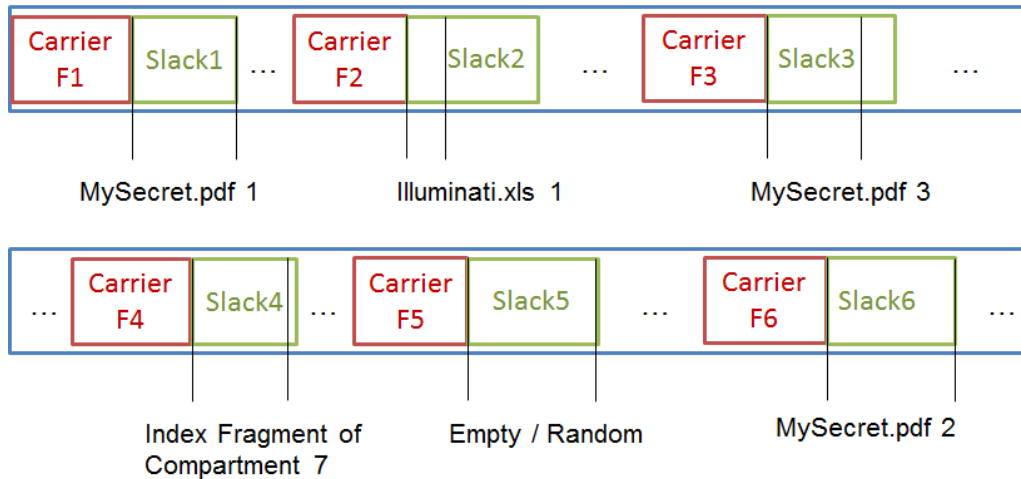 Carrier F1
Slack1
...
Carrier F2
Slack2
...
Carrier F3
Slack3
...
MySecret.pdf 1
Illuminati.xls 1
MySecret.pdf 3
...
Carrier F4
Slack4
...
Carrier F5
Slack5
...
Carrier F6
Slack6
...
Index Fragment of
Compartment 7
Empty / Random
MySecret.pdf 2